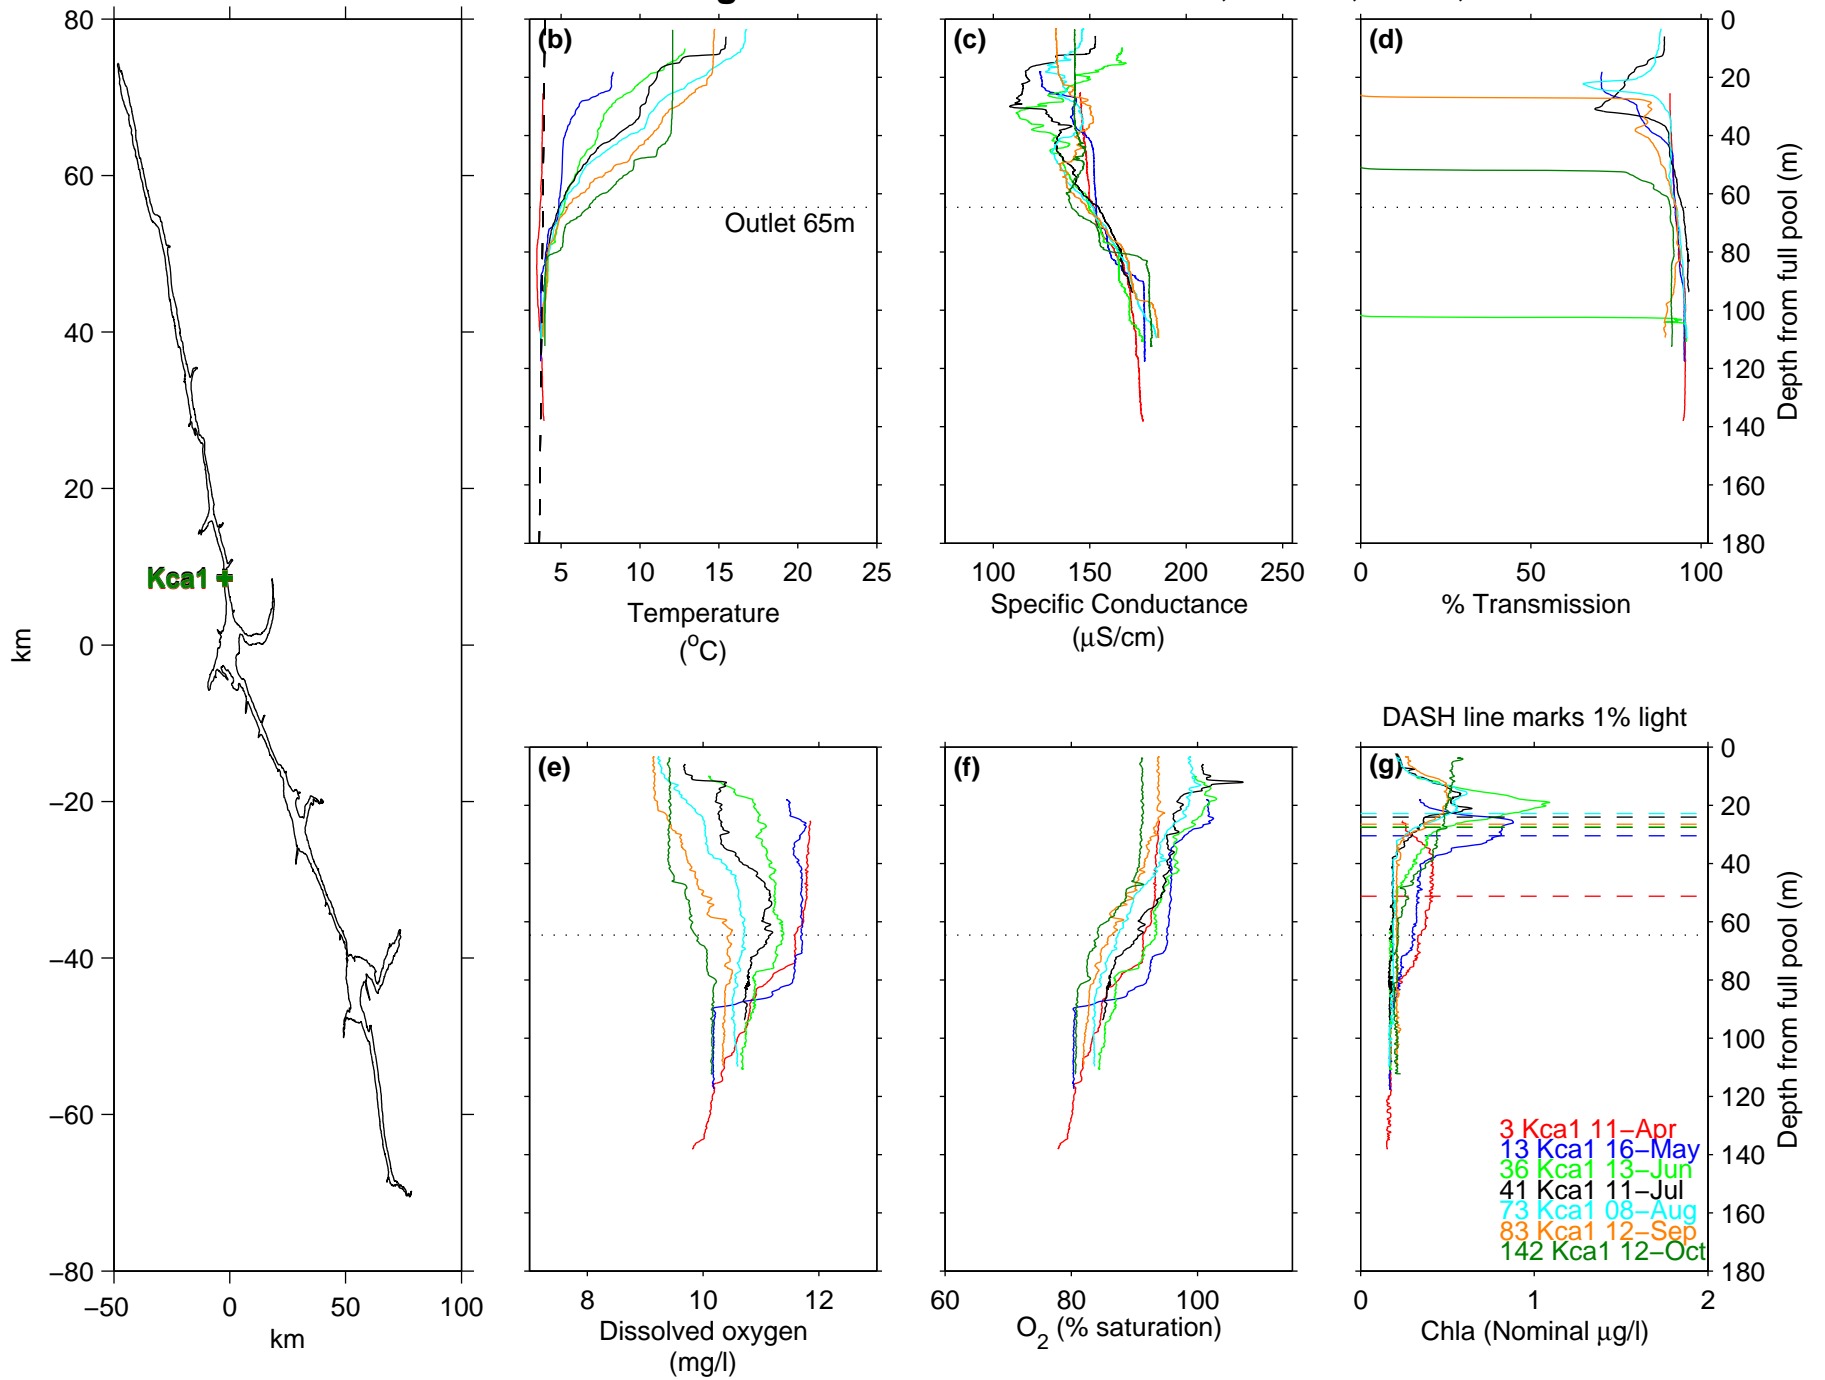 80
60
40
20
0
−20
−40
−60
−80
km
−50 0 50 100
km
Kca1
(b)
Outlet 65m
5 10 15 20 25
Temperature
(oC)
(c)
100 150 200 250
Specific Conductance
(μS/cm)
(d)
0 50 100
% Transmission
0
20
40
60
80
100
120
140
160
180
Depth from full pool (m)
(e)
8 10 12
Dissolved oxygen
(mg/l)
(f)
60 80 100
O2 (% saturation)
DASH line marks 1% light
(g)
3 Kca1 11−Apr
13 Kca1 16−May
36 Kca1 13−Jun
41 Kca1 11−Jul
73 Kca1 08−Aug
83 Kca1 12−Sep
142 Kca1 12−Oct
0 1 2
Chla (Nominal μg/l)
0
20
40
60
80
100
120
140
160
180
Depth from full pool (m)